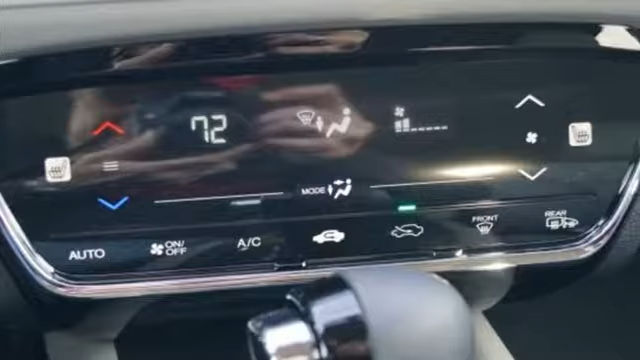 72
MODE
AUTO
ON/
OFF
A/C
FRONT
REAR